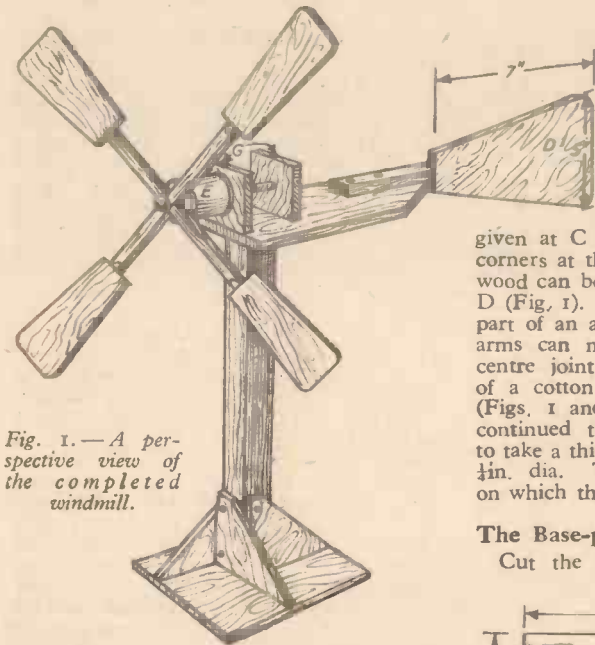 7"
D
5"
G
E
given at C
corners at th
wood can be
D (Fig, 1).
part of an a
arms can n
centre joint
of a cotton
(Figs. 1 and
continued t
to take a thi
in. dia. T
on which th
Fig. 1.—A per-
spective view of
the completed
windmill.
The Base-p
Cut the